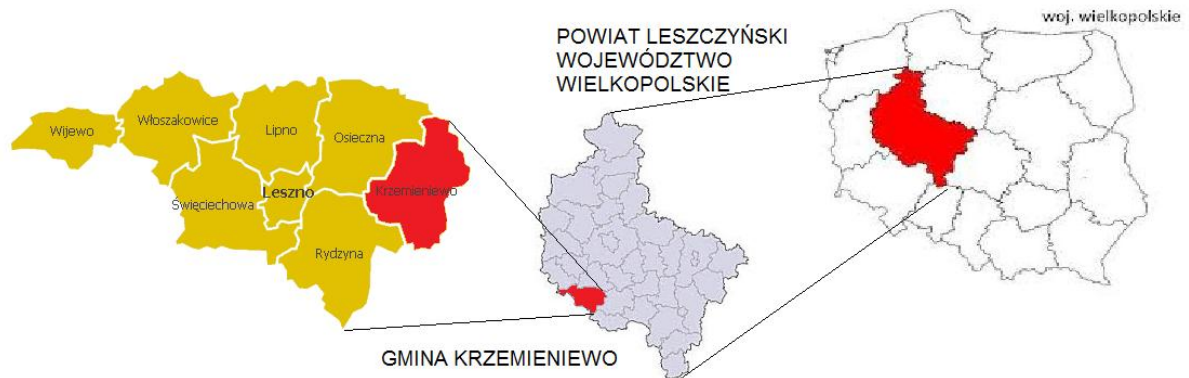 woj. wielkopolskie
POWIAT LESZCZYŃSKI
WOJEWÓDZTWO
WIELKOPOLSKIE
Wijewo
Włoszakowice
Lipno
Osieczna
Krzemieniewo
Leszno
Święciechowa
Rydzyna
GMINA KRZEMIENIEWO